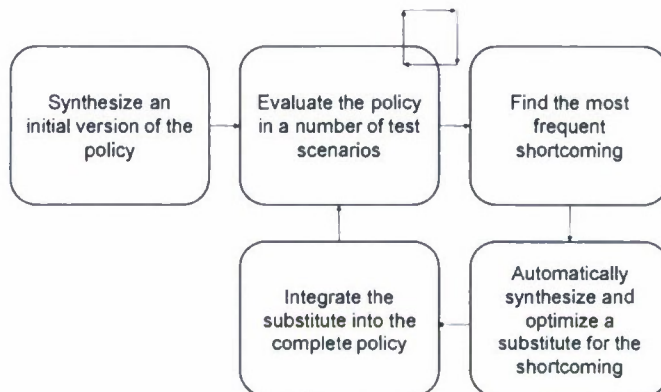 Synthesize an
initial version of the
policy
Evaluate the policy
in a number of test
scenarios
Find the most
frequent
shortcoming
Integrate the
substitute into the
complete policy
Automatically
synthesize and
optimize a
substitute for the
shortcoming